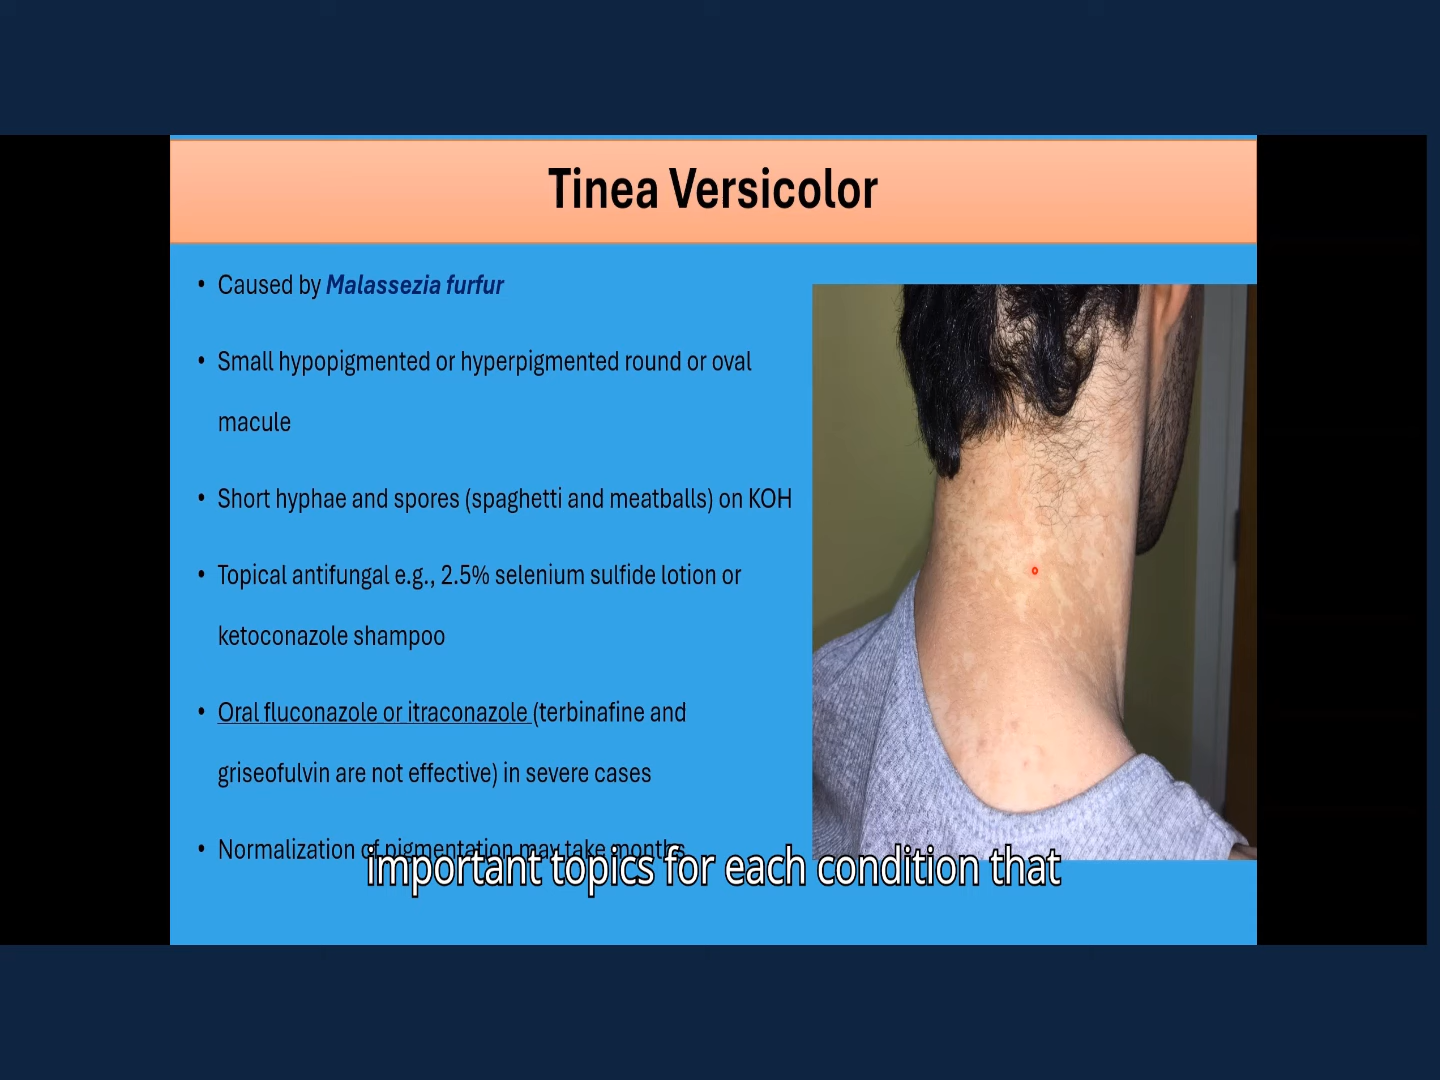 Tinea Versicolor
• Caused by Malassezia furfur
• Small hypopigmented or hyperpigmented round or oval
macule
• Short hyphae and spores (spaghetti and meatballs) on KOH
• Topical antifungal e.g., 2.5% selenium sulfide lotion or
ketoconazole shampoo
• Oral fluconazole or itraconazole (terbinafine and
griseofulvin are not effective) in severe cases
• Normalization of pigmentation may take months
important topics for each condition that